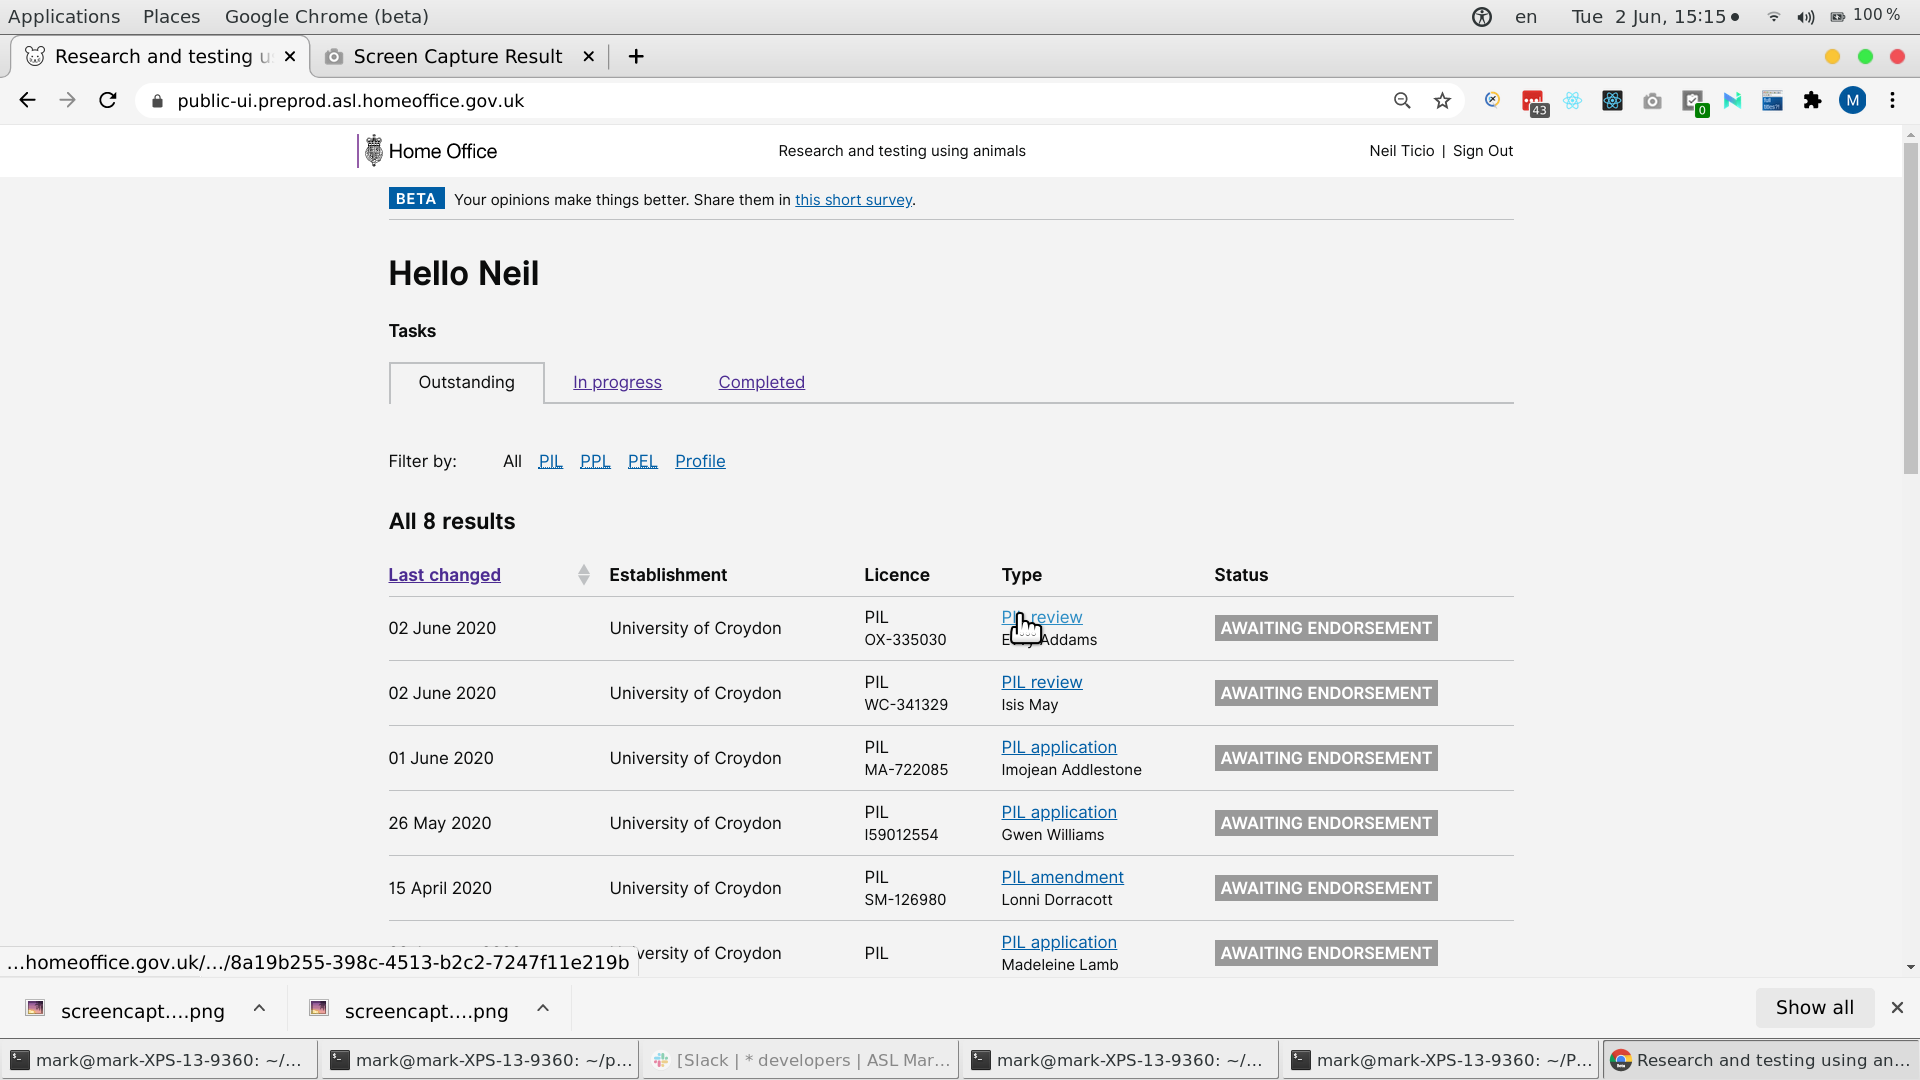 Applications Places Google Chrome (beta) en Tue 2 Jun, 15:15 100 %
Research and testing u Screen Capture Result
public-ui.preprod.asl.homeoffice.gov.uk 43 0 M
Home Office Research and testing using animals Neil Ticio | Sign Out
BETA Your opinions make things better. Share them in this short survey.
Hello Neil
Tasks
Outstanding In progress Completed
Filter by: All PIL PPL PEL Profile
All 8 results
Last changed Establishment Licence Type Status
02 June 2020 University of Croydon PIL OX-335030 PIL review Addams AWAITING ENDORSEMENT
02 June 2020 University of Croydon PIL WC-341329 PIL review Isis May AWAITING ENDORSEMENT
01 June 2020 University of Croydon PIL MA-722085 PIL application Imojean Addlestone AWAITING ENDORSEMENT
26 May 2020 University of Croydon PIL I59012554 PIL application Gwen Williams AWAITING ENDORSEMENT
15 April 2020 University of Croydon PIL SM-126980 PIL amendment Lonni Dorracott AWAITING ENDORSEMENT
of Croydon PIL PIL application Madeleine Lamb AWAITING ENDORSEMENT
...homeoffice.gov.uk/.../8a19b255-398c-4513-b2c2-7247f11e219b
screencapt....png screencapt....png Show all
mark@mark-XPS-13-9360: ~/... mark@mark-XPS-13-9360: ~/p... [Slack | * developers | ASL Mar... mark@mark-XPS-13-9360: ~/... mark@mark-XPS-13-9360: ~/P... Research and testing using an...